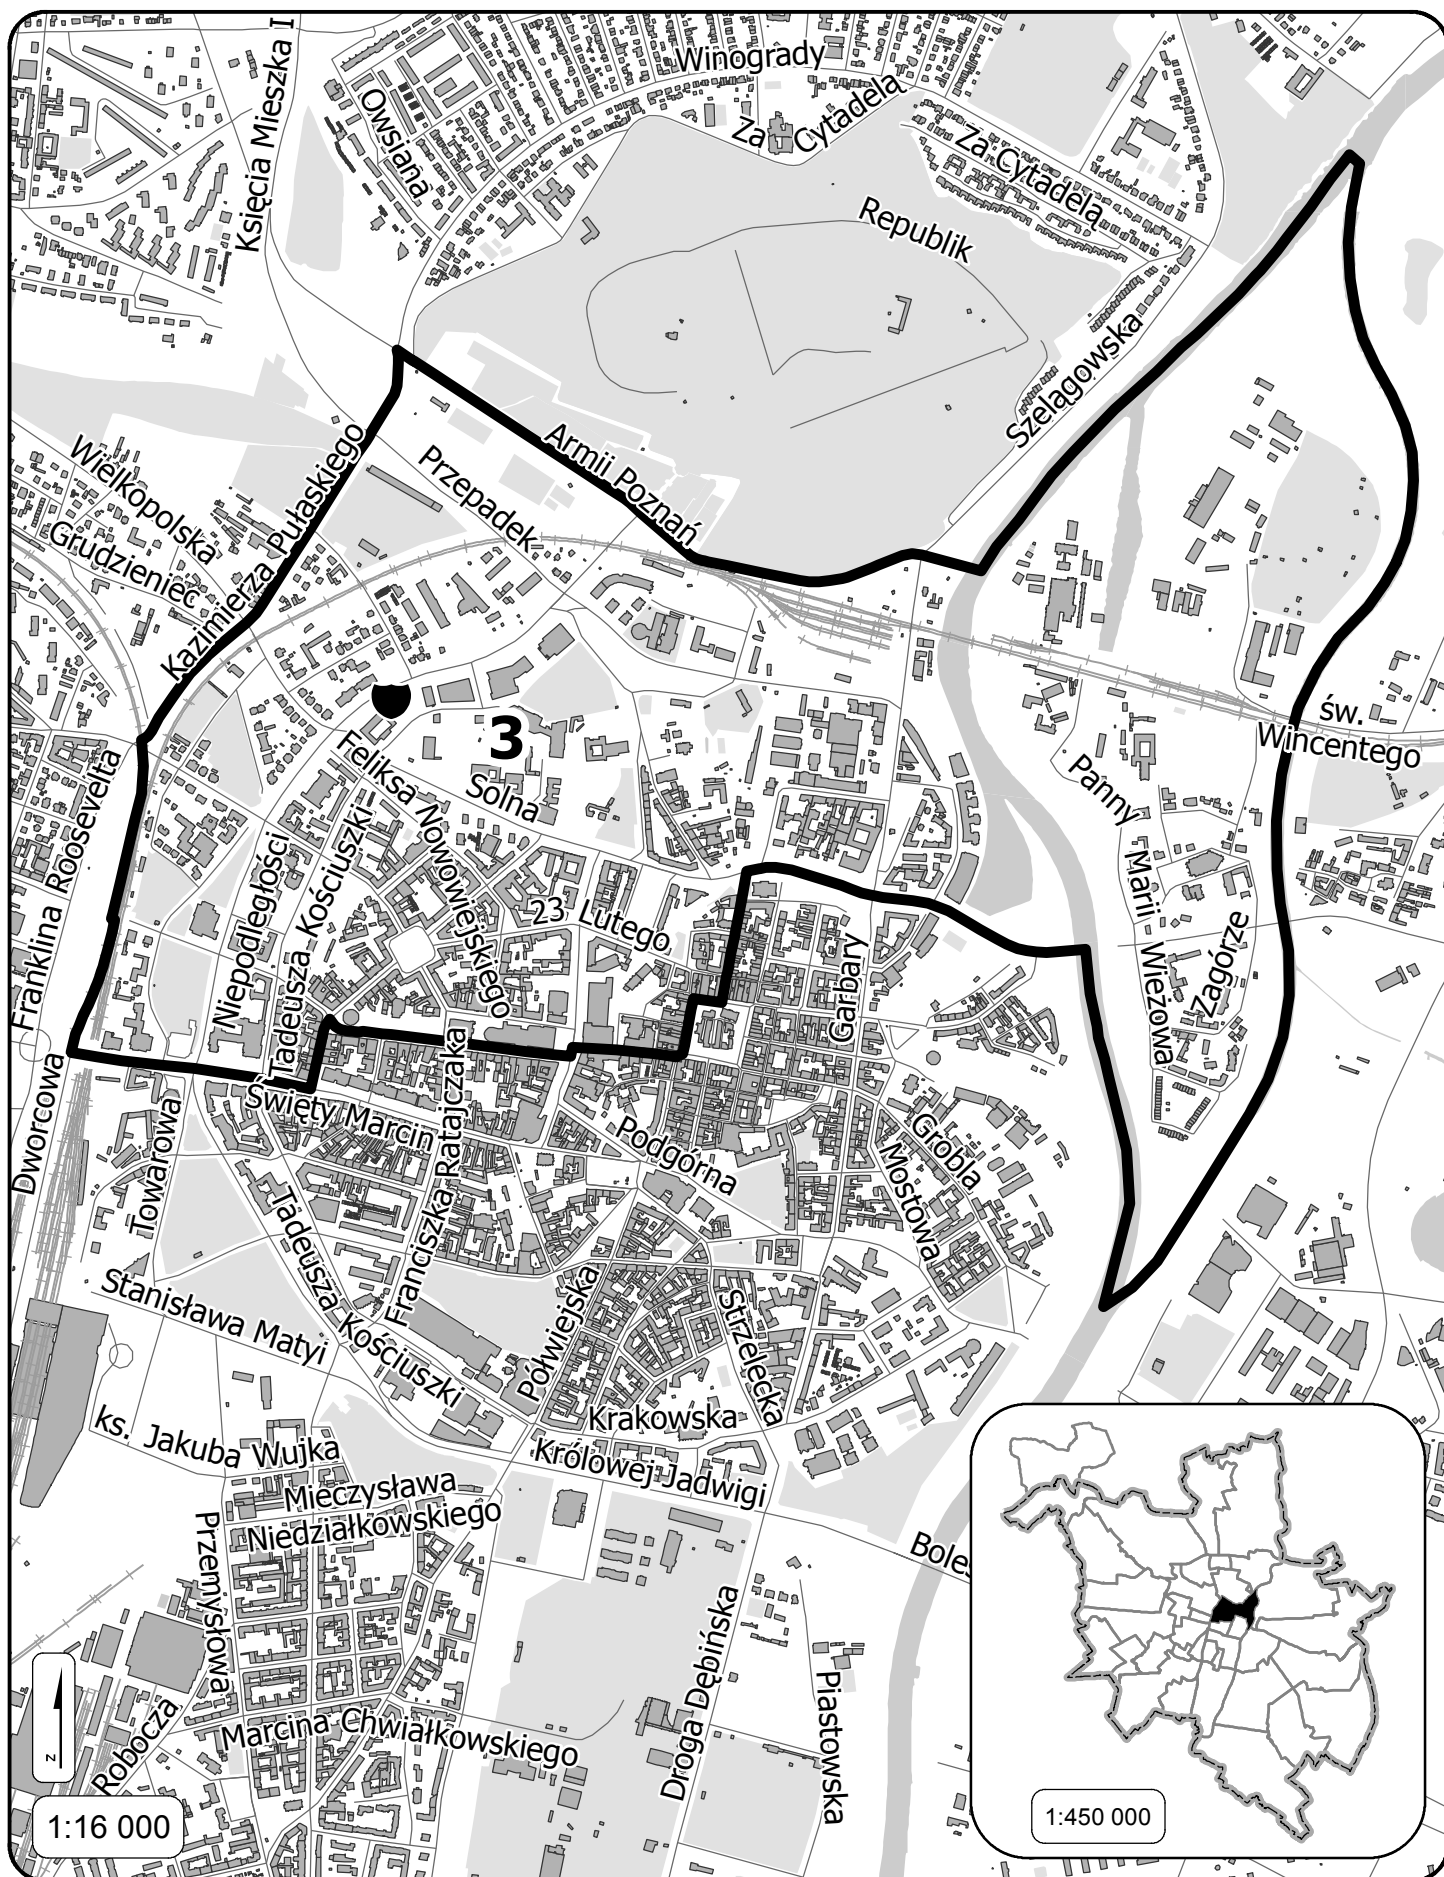 Księcia Mieszka I
Winogrady
Owsiana
Za Cytadelą
Za Cytadelą
Republik
Szelągowska
Armii Poznań
Przepadek
Wielkopolska
Grudzieniec
Kazimierza Pułaskiego
św.
Wincentego
3
Feliksa Nowowiejskiego
Solna
Panny Marii
Wieżowa
Zagórze
Franklina Roosevelta
Niepodległości
Tadeusza Kościuszki
23 Lutego
Garbary
Dworcowa
Święty Marcin
Towarowa
Franciszka Ratajczaka
Podgórna
Grobla
Mostowa
Tadeusza Kościuszki
Stanisława Matyi
Półwiejska
Strzelecka
Krakowska
ks. Jakuba Wujka
Królowej Jadwigi
Mieczysława
Niedziałkowskiego
Przemysłowa
Boles
Droga Dębińska
Piastowska
Marcina Chwiałkowskiego
Robocza
z
1:16 000
1:450 000